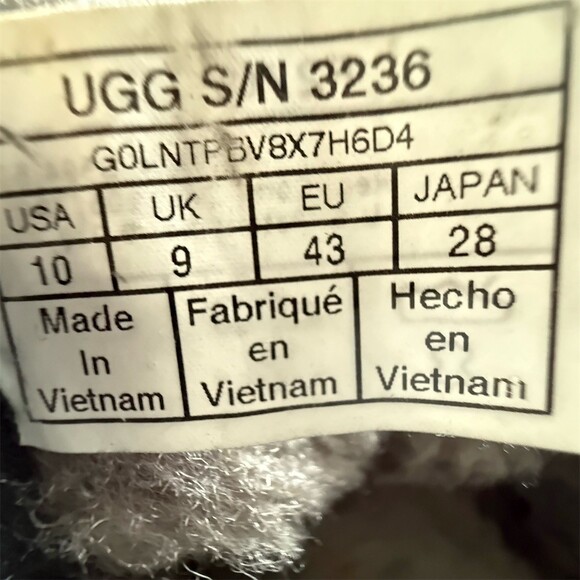 UGG S/N 3236
USA UK EU JAPAN
10 9 43 28
Made Fabriqué Hecho
In en en
Vietnam Vietnam Vietnam